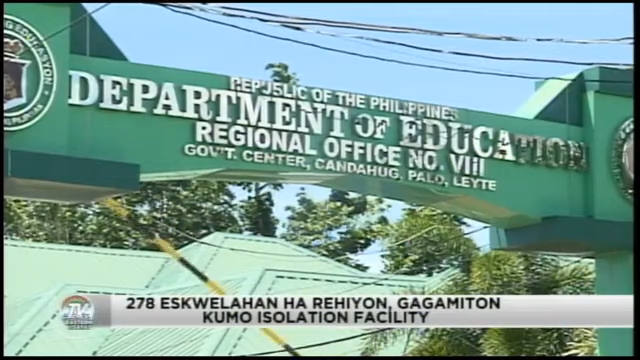 REPUBLIC OF THE PHILIPPINES
DEPARTMENT OF EDUCATION
REGIONAL OFFICE NO. VIII
GOV'T. CENTER, CANDAHUG, PALO, LEYTE
278 ESKWELAHAN HA REHIYON, GAGAMITON
KUMO ISOLATION FACILITY